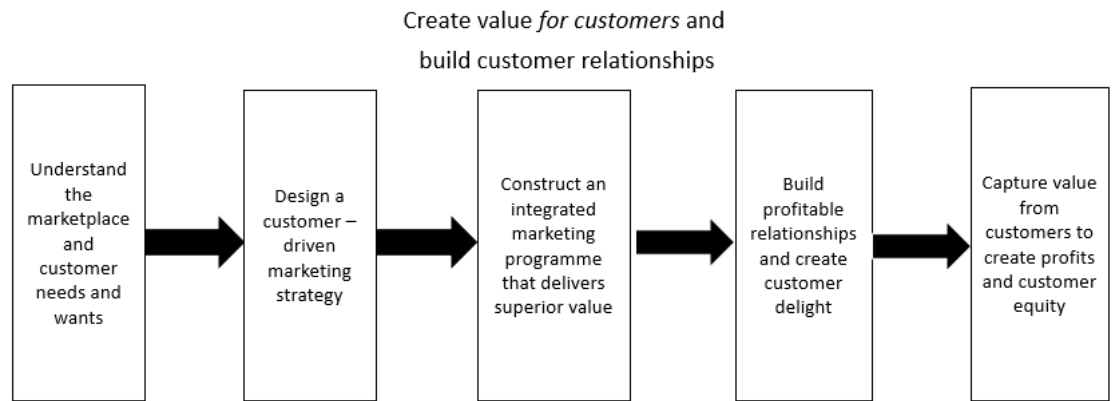 Create value for customers and
build customer relationships
Understand
the
marketplace
and
customer
needs and
wants
Design a
customer –
driven
marketing
strategy
Construct an
integrated
marketing
programme
that delivers
superior value
Build
profitable
relationships
and create
customer
delight
Capture value
from
customers to
create profits
and customer
equity